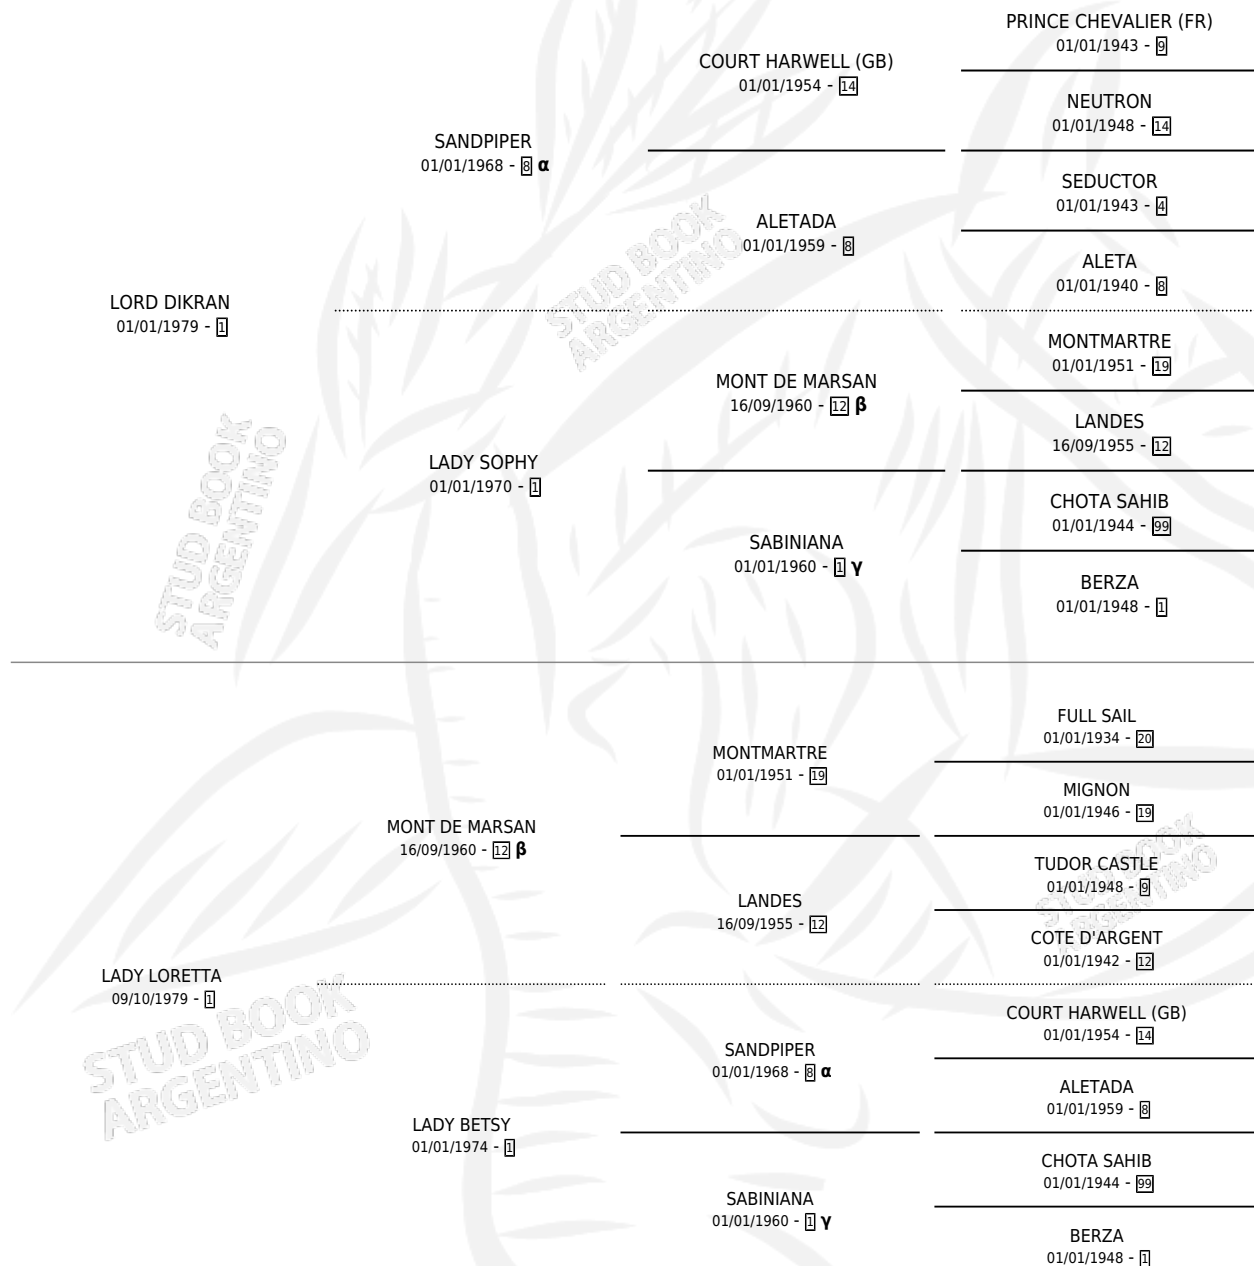 PRINCE CHEVALIER (FR)
01/01/1943 - 9
COURT HARWELL (GB)
01/01/1954 - 14
NEUTRON
01/01/1948 - 14
SANDPIPER
01/01/1968 - 8 α
SEDUCTOR
01/01/1943 - 4
ALETADA
01/01/1959 - 8
ALETA
01/01/1940 - 8
LORD DIKRAN
01/01/1979 - 1
MONTMARTRE
01/01/1951 - 19
MONT DE MARSAN
16/09/1960 - 12 β
LANDES
16/09/1955 - 12
LADY SOPHY
01/01/1970 - 1
CHOTA SAHIB
01/01/1944 - 99
SABINIANA
01/01/1960 - 1 γ
BERZA
01/01/1948 - 1
FULL SAIL
01/01/1934 - 20
MONTMARTRE
01/01/1951 - 19
MIGNON
01/01/1946 - 19
MONT DE MARSAN
16/09/1960 - 12 β
TUDOR CASTLE
01/01/1948 - 9
LANDES
16/09/1955 - 12
COTE D'ARGENT
01/01/1942 - 12
LADY LORETTA
09/10/1979 - 1
COURT HARWELL (GB)
01/01/1954 - 14
SANDPIPER
01/01/1968 - 8 α
ALETADA
01/01/1959 - 8
LADY BETSY
01/01/1974 - 1
CHOTA SAHIB
01/01/1944 - 99
SABINIANA
01/01/1960 - 1 γ
BERZA
01/01/1948 - 1
STUD BOOK
ARGENTINO
STUD BOOK
ARGENTINO
STUD BOOK
ARGENTINO
STUD BOOK
ARGENTINO